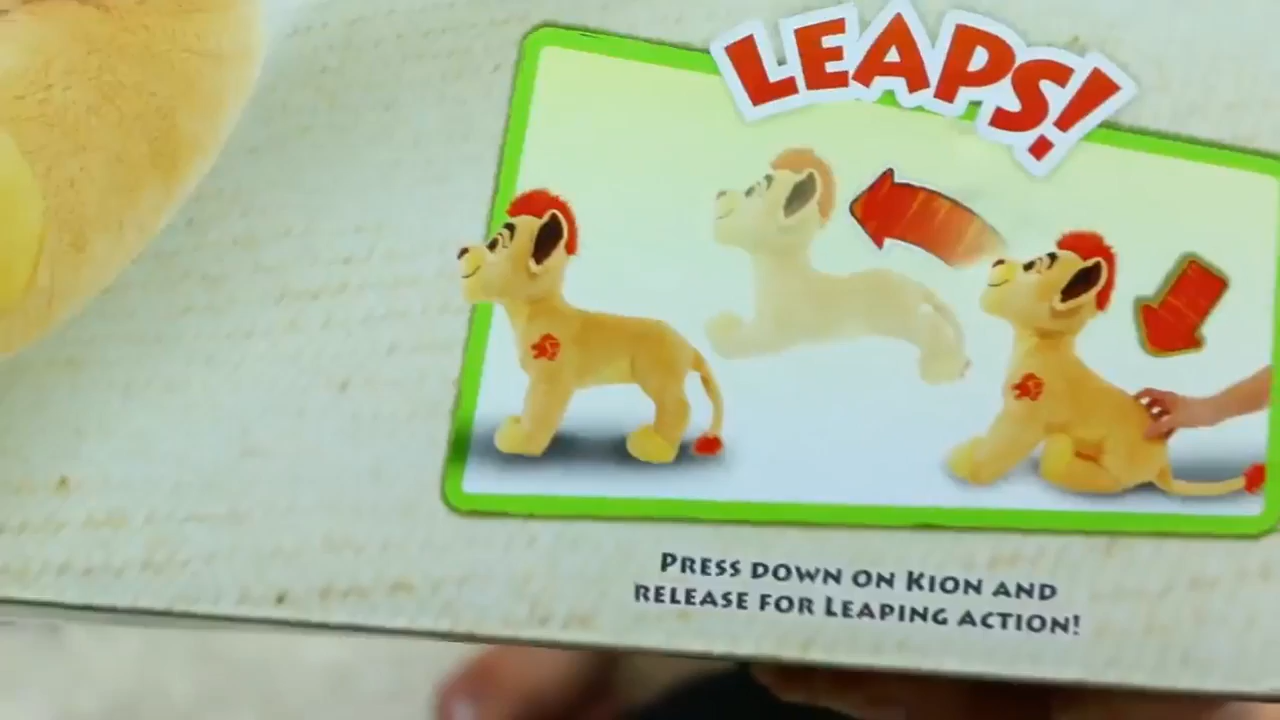 LEAPS!
PRESS DOWN ON KION AND
RELEASE FOR LEAPING ACTION!